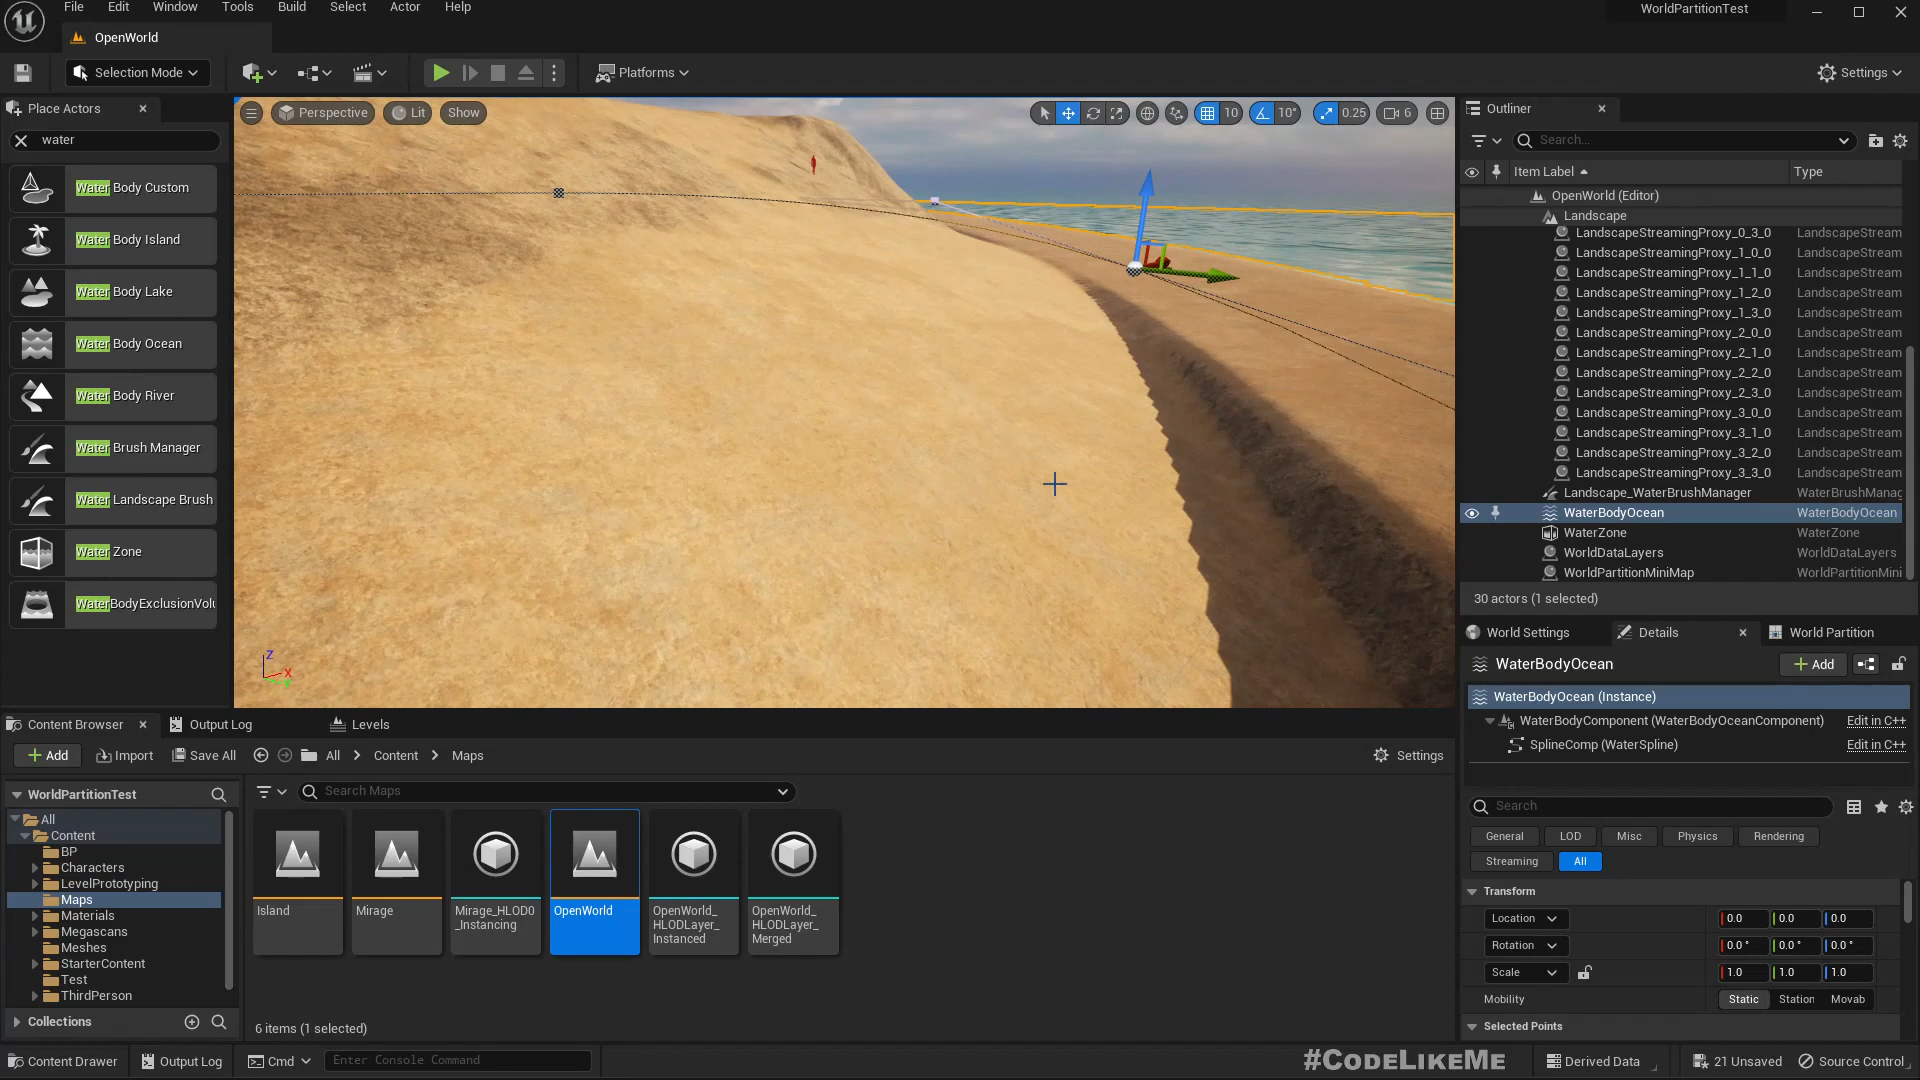 File Edit Window Tools Build Select Actor Help
WorldPartitionTest
OpenWorld
Selection Mode
Platforms
Settings
Place Actors
water
Water Body Custom
Water Body Island
Water Body Lake
Water Body Ocean
Water Body River
Water Brush Manager
Water Landscape Brush
Water Zone
WaterBodyExclusionVolu
Perspective Lit Show
10 10° 0.25 6
Z
X
Y
Outliner
Search...
Item Label Type
OpenWorld (Editor)
Landscape
LandscapeStreamingProxy_0_3_0 LandscapeStream
LandscapeStreamingProxy_1_0_0 LandscapeStream
LandscapeStreamingProxy_1_1_0 LandscapeStream
LandscapeStreamingProxy_1_2_0 LandscapeStream
LandscapeStreamingProxy_1_3_0 LandscapeStream
LandscapeStreamingProxy_2_0_0 LandscapeStream
LandscapeStreamingProxy_2_1_0 LandscapeStream
LandscapeStreamingProxy_2_2_0 LandscapeStream
LandscapeStreamingProxy_2_3_0 LandscapeStream
LandscapeStreamingProxy_3_0_0 LandscapeStream
LandscapeStreamingProxy_3_1_0 LandscapeStream
LandscapeStreamingProxy_3_2_0 LandscapeStream
LandscapeStreamingProxy_3_3_0 LandscapeStream
Landscape_WaterBrushManager WaterBrushManag
WaterBodyOcean WaterBodyOcean
WaterZone WaterZone
WorldDataLayers WorldDataLayers
WorldPartitionMiniMap WorldPartitionMini
30 actors (1 selected)
World Settings Details World Partition
WaterBodyOcean
Add
WaterBodyOcean (Instance)
WaterBodyComponent (WaterBodyOceanComponent) Edit in C++
SplineComp (WaterSpline) Edit in C++
Search
General LOD Misc Physics Rendering
Streaming All
Transform
Location 0.0 0.0 0.0
Rotation 0.0° 0.0° 0.0°
Scale 1.0 1.0 1.0
Mobility Static Station Movab
Selected Points
Content Browser Output Log Levels
Add Import Save All All Content Maps Settings
WorldPartitionTest
All
Content
BP
Characters
LevelPrototyping
Maps
Materials
Megascans
Meshes
StarterContent
Test
ThirdPerson
Collections
Search Maps
Island
Mirage
Mirage_HLOD0
_Instancing
OpenWorld
OpenWorld_
HLODLayer_
Instanced
OpenWorld_
HLODLayer_
Merged
6 items (1 selected)
Content Drawer Output Log Cmd Enter Console Command
#CodeLikeMe
Derived Data 21 Unsaved Source Control